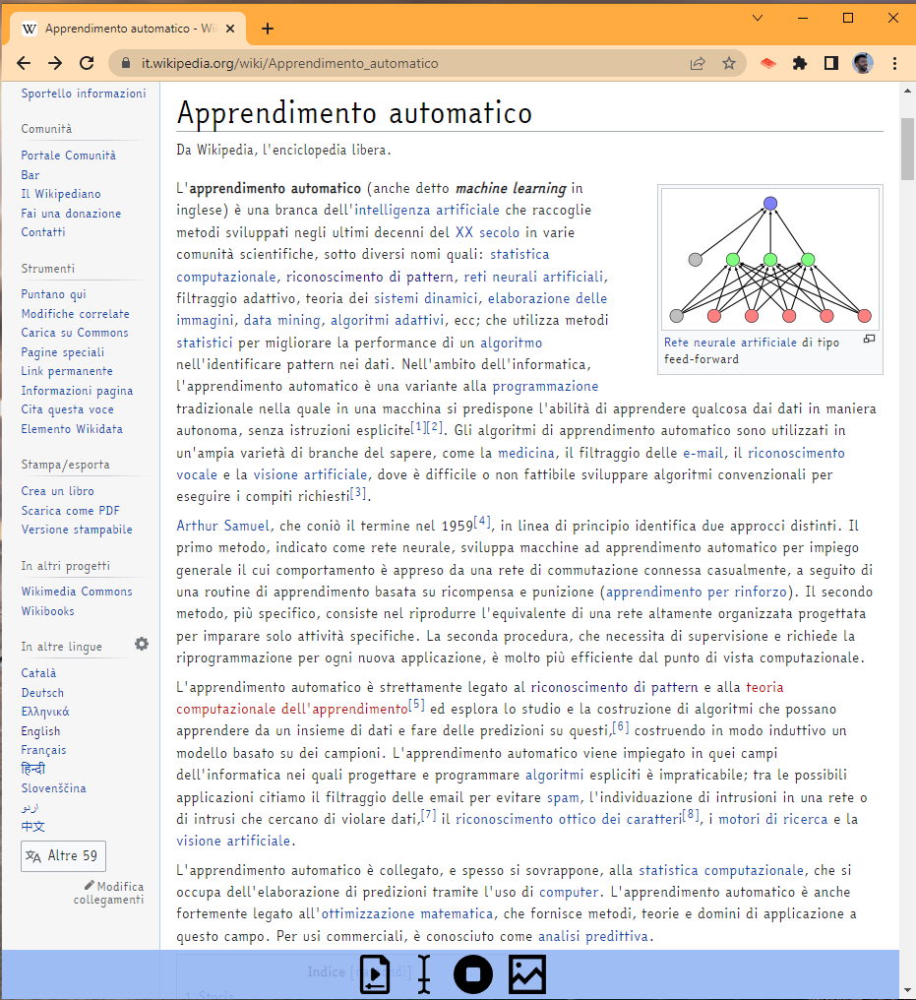 Apprendimento automatico - Wi
it.wikipedia.org/wiki/Apprendimento_automatico
Sportello informazioni
Comunità
Portale Comunità
Bar
Il Wikipediano
Fai una donazione
Contatti
Strumenti
Puntano qui
Modifiche correlate
Carica su Commons
Pagine speciali
Link permanente
Informazioni pagina
Cita questa voce
Elemento Wikidata
Stampa/esporta
Crea un libro
Scarica come PDF
Versione stampabile
In altri progetti
Wikimedia Commons
Wikibooks
In altre lingue
Català
Deutsch
Ελληνικά
English
Français
हिन्दी
Slovenščina
اردو
中文
Altre 59
Modifica
collegamenti
Apprendimento automatico
Da Wikipedia, l'enciclopedia libera.
L'apprendimento automatico (anche detto machine learning in
inglese) è una branca dell'intelligenza artificiale che raccoglie
metodi sviluppati negli ultimi decenni del XX secolo in varie
comunità scientifiche, sotto diversi nomi quali: statistica
computazionale, riconoscimento di pattern, reti neurali artificiali,
filtraggio adattivo, teoria dei sistemi dinamici, elaborazione delle
immagini, data mining, algoritmi adattivi, ecc; che utilizza metodi
statistici per migliorare la performance di un algoritmo
nell'identificare pattern nei dati. Nell'ambito dell'informatica,
l'apprendimento automatico è una variante alla programmazione
tradizionale nella quale in una macchina si predispone l'abilità di apprendere qualcosa dai dati in maniera
autonoma, senza istruzioni esplicite[1][2]. Gli algoritmi di apprendimento automatico sono utilizzati in
un'ampia varietà di branche del sapere, come la medicina, il filtraggio delle e-mail, il riconoscimento
vocale e la visione artificiale, dove è difficile o non fattibile sviluppare algoritmi convenzionali per
eseguire i compiti richiesti[3].
Rete neurale artificiale di tipo
feed-forward
Arthur Samuel, che coniò il termine nel 1959[4], in linea di principio identifica due approcci distinti. Il
primo metodo, indicato come rete neurale, sviluppa macchine ad apprendimento automatico per impiego
generale il cui comportamento è appreso da una rete di commutazione connessa casualmente, a seguito di
una routine di apprendimento basata su ricompensa e punizione (apprendimento per rinforzo). Il secondo
metodo, più specifico, consiste nel riprodurre l'equivalente di una rete altamente organizzata progettata
per imparare solo attività specifiche. La seconda procedura, che necessita di supervisione e richiede la
riprogrammazione per ogni nuova applicazione, è molto più efficiente dal punto di vista computazionale.
L'apprendimento automatico è strettamente legato al riconoscimento di pattern e alla teoria
computazionale dell'apprendimento[5] ed esplora lo studio e la costruzione di algoritmi che possano
apprendere da un insieme di dati e fare delle predizioni su questi,[6] costruendo in modo induttivo un
modello basato su dei campioni. L'apprendimento automatico viene impiegato in quei campi
dell'informatica nei quali progettare e programmare algoritmi espliciti è impraticabile; tra le possibili
applicazioni citiamo il filtraggio delle email per evitare spam, l'individuazione di intrusioni in una rete o
di intrusi che cercano di violare dati,[7] il riconoscimento ottico dei caratteri[8], i motori di ricerca e la
visione artificiale.
L'apprendimento automatico è collegato, e spesso si sovrappone, alla statistica computazionale, che si
occupa dell'elaborazione di predizioni tramite l'uso di computer. L'apprendimento automatico è anche
fortemente legato all'ottimizzazione matematica, che fornisce metodi, teorie e domini di applicazione a
questo campo. Per usi commerciali, è conosciuto come analisi predittiva.
Indice
1 Storia